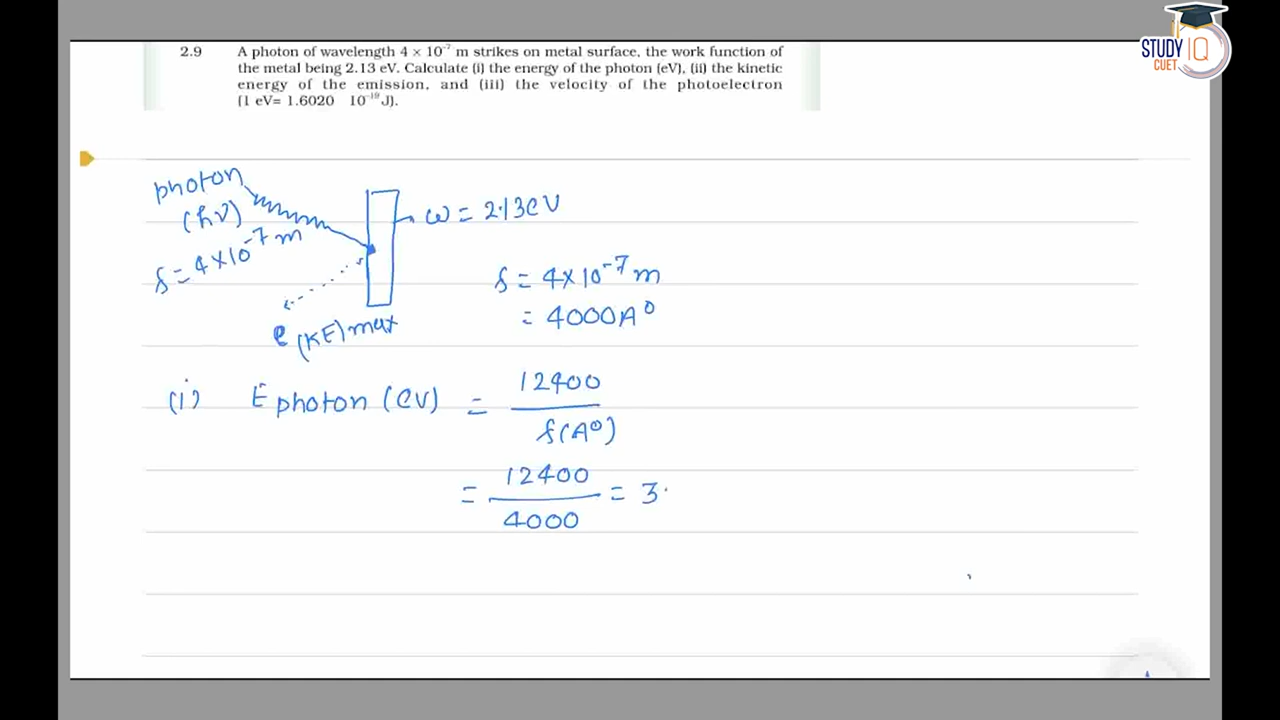 STUDY IQ
CUET
2.9 A photon of wavelength 4 × 10⁻⁷ m strikes on metal surface, the work function of
the metal being 2.13 eV. Calculate (i) the energy of the photon (eV), (ii) the kinetic
energy of the emission, and (iii) the velocity of the photoelectron
(1 eV= 1.6020 10⁻¹⁹J).
photon
(hν)
λ = 4×10⁻⁷ m
ω = 2.13eV
e (KE)max
λ = 4×10⁻⁷ m
= 4000A⁰
(i) E photon (eV) = 12400
λ(A⁰)
= 12400 = 3.
4000